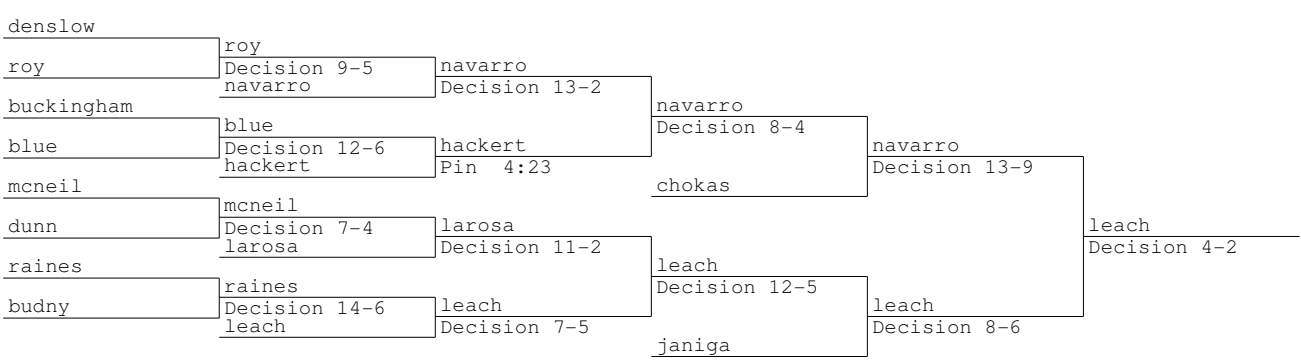 denslow
roy
roy
Decision 9-5
navarro
navarro
Decision 13-2
buckingham
navarro
Decision 8-4
blue
blue
Decision 12-6
hackert
hackert
Pin 4:23
navarro
Decision 13-9
mcneil
chokas
mcneil
dunn
Decision 7-4
larosa
larosa
Decision 11-2
leach
Decision 4-2
raines
leach
Decision 12-5
raines
budny
Decision 14-6
leach
leach
Decision 7-5
leach
Decision 8-6
janiga